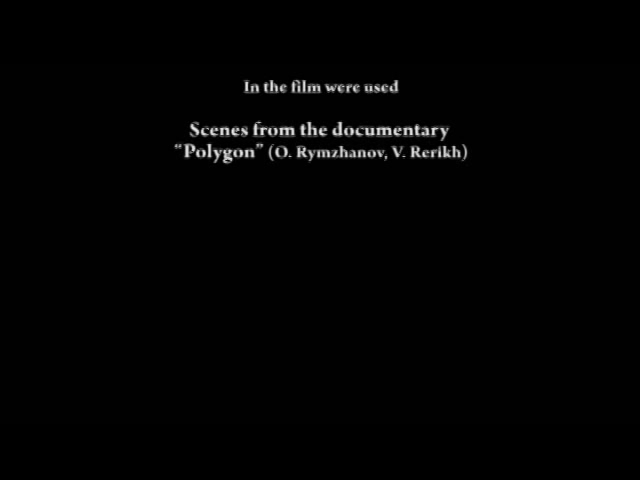 In the film were used
Scenes from the documentary
“Polygon” (O. Rymzhanov, V. Rerikh)